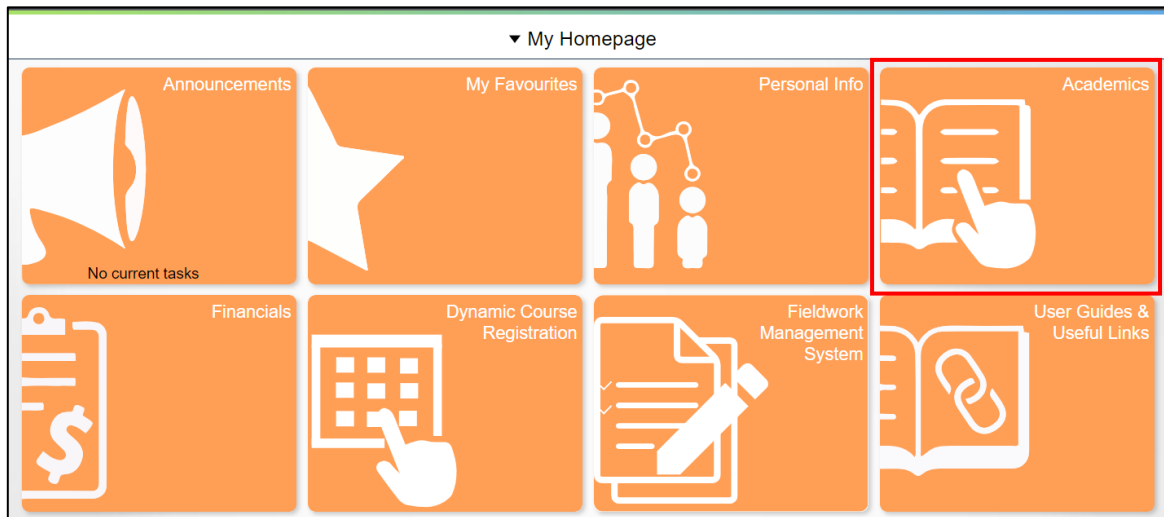 ▼ My Homepage
Announcements
No current tasks
My Favourites
Personal Info
Academics
Financials
$
Dynamic Course
Registration
Fieldwork
Management
System
User Guides &
Useful Links